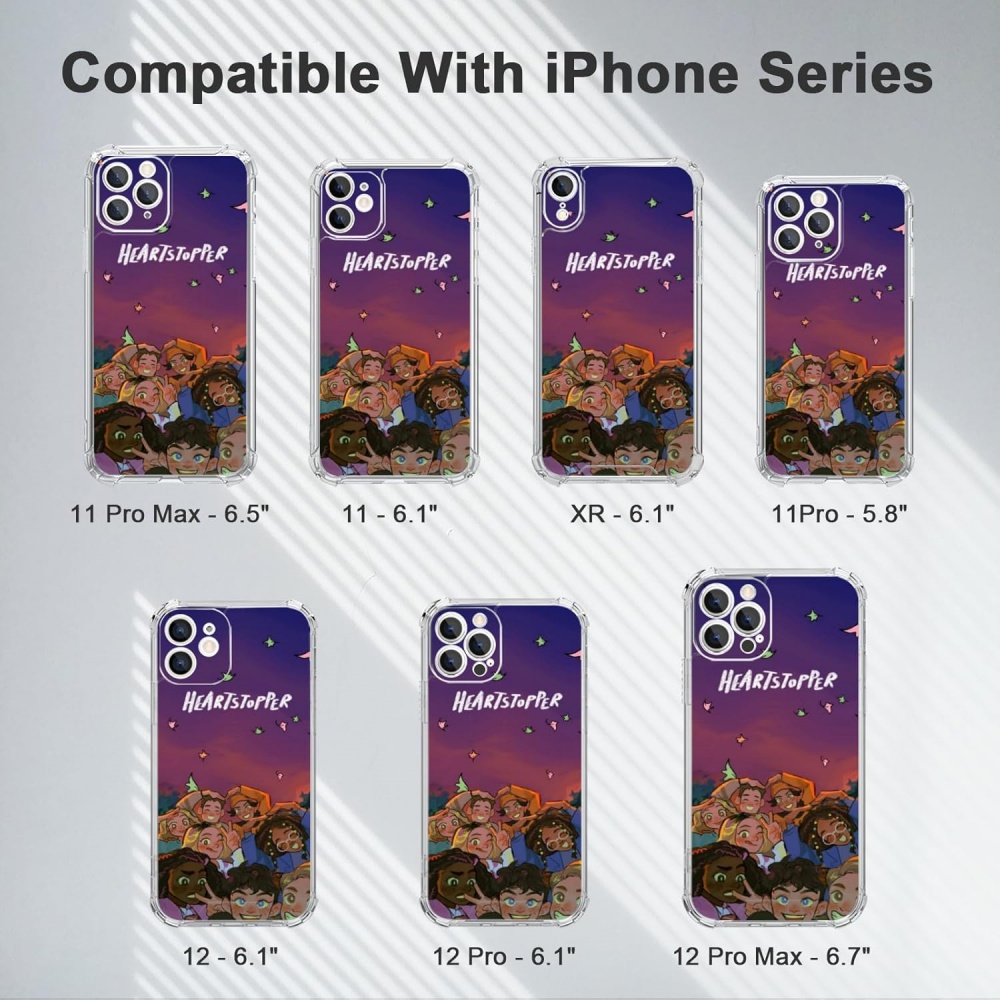 Compatible With iPhone Series
HEARTSTOPPER
HEARTSTOPPER
HEARTSTOPPER
HEARTSTOPPER
11 Pro Max - 6.5"
11 - 6.1"
XR - 6.1"
11Pro - 5.8"
HEARTSTOPPER
HEARTSTOPPER
HEARTSTOPPER
12 - 6.1"
12 Pro - 6.1"
12 Pro Max - 6.7"